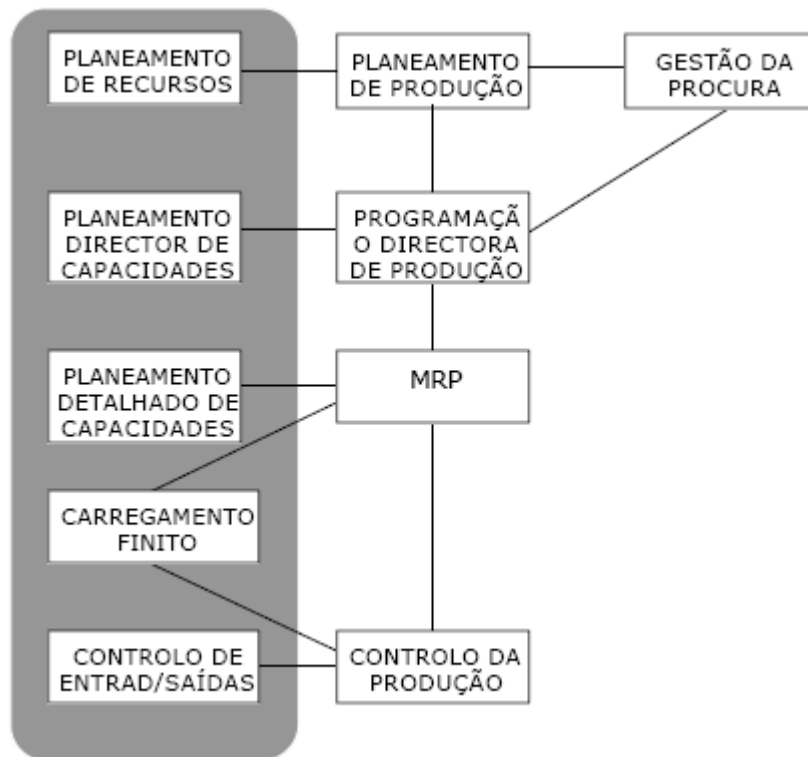 PLANEAMENTO
DE RECURSOS
PLANEAMENTO
DE PRODUÇÃO
GESTÃO DA
PROCURA
PLANEAMENTO
DIRECTOR DE
CAPACIDADES
PROGRAMAÇÃ
O DIRECTORA
DE PRODUÇÃO
PLANEAMENTO
DETALHADO DE
CAPACIDADES
MRP
CARREGAMENTO
FINITO
CONTROLO DE
ENTRAD/SAÍDAS
CONTROLO DA
PRODUÇÃO